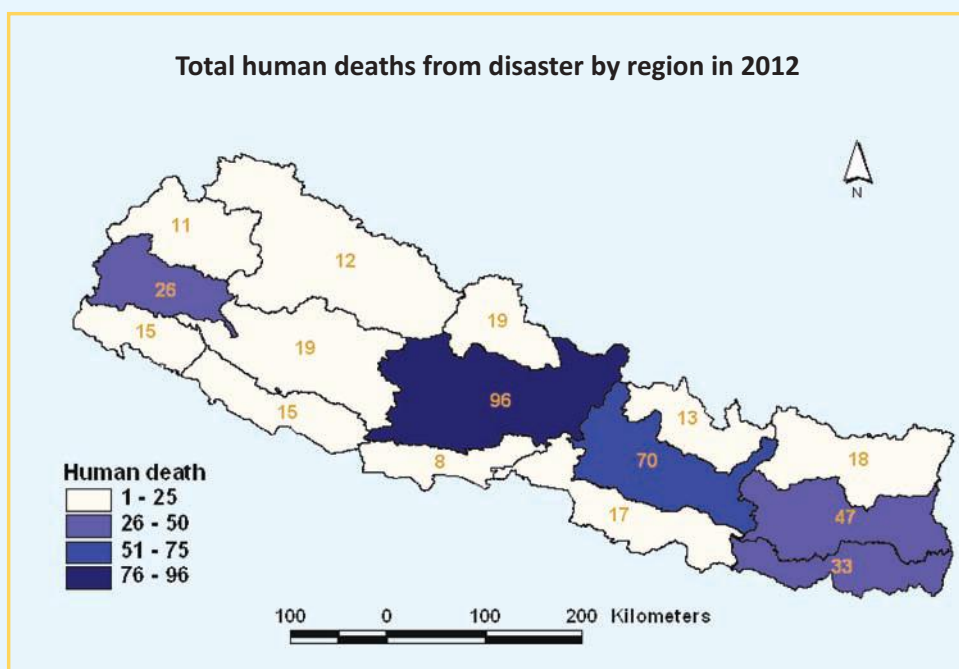 Total human deaths from disaster by region in 2012
N
11
12
26
19
15
19
96
15
13
8
70
18
17
47
33
Human death
1 - 25
26 - 50
51 - 75
76 - 96
100 0 100 200 Kilometers